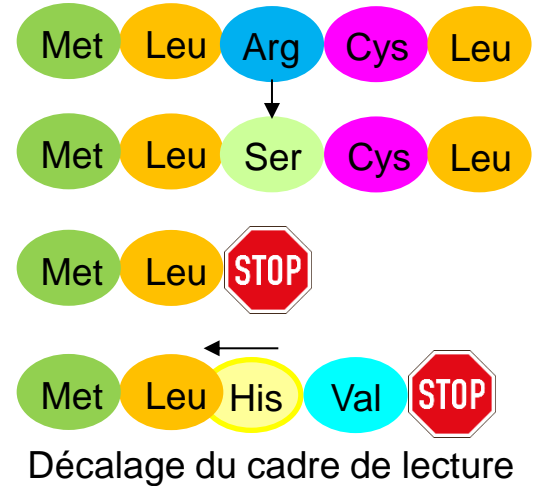 Met Leu Arg Cys Leu
Met Leu Ser Cys Leu
Met Leu STOP
Met Leu His Val STOP
Décalage du cadre de lecture